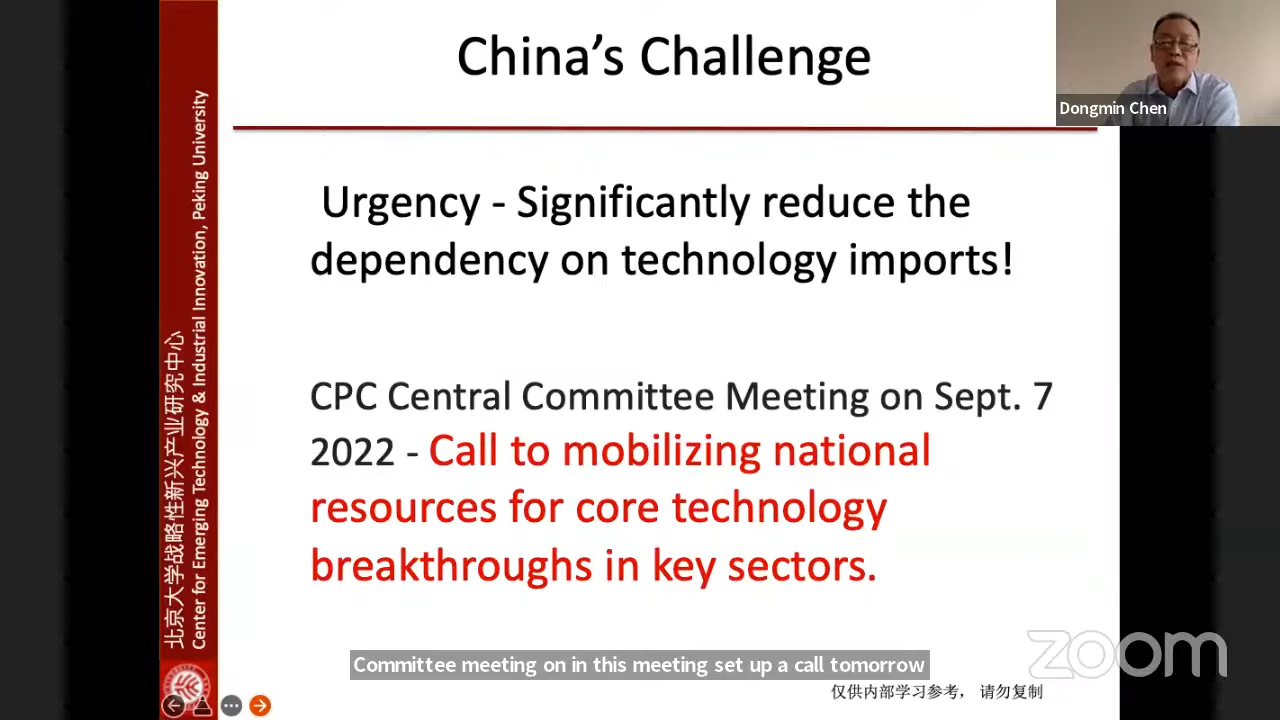 China’s Challenge
Dongmin Chen
Urgency - Significantly reduce the
dependency on technology imports!
CPC Central Committee Meeting on Sept. 7
2022 - Call to mobilizing national
resources for core technology
breakthroughs in key sectors.
北京大学战略性新兴产业研究中心
Center for Emerging Technology & Industrial Innovation, Peking University
Committee meeting on in this meeting set up a call tomorrow
zoom
仅供内部学习参考， 请勿复制